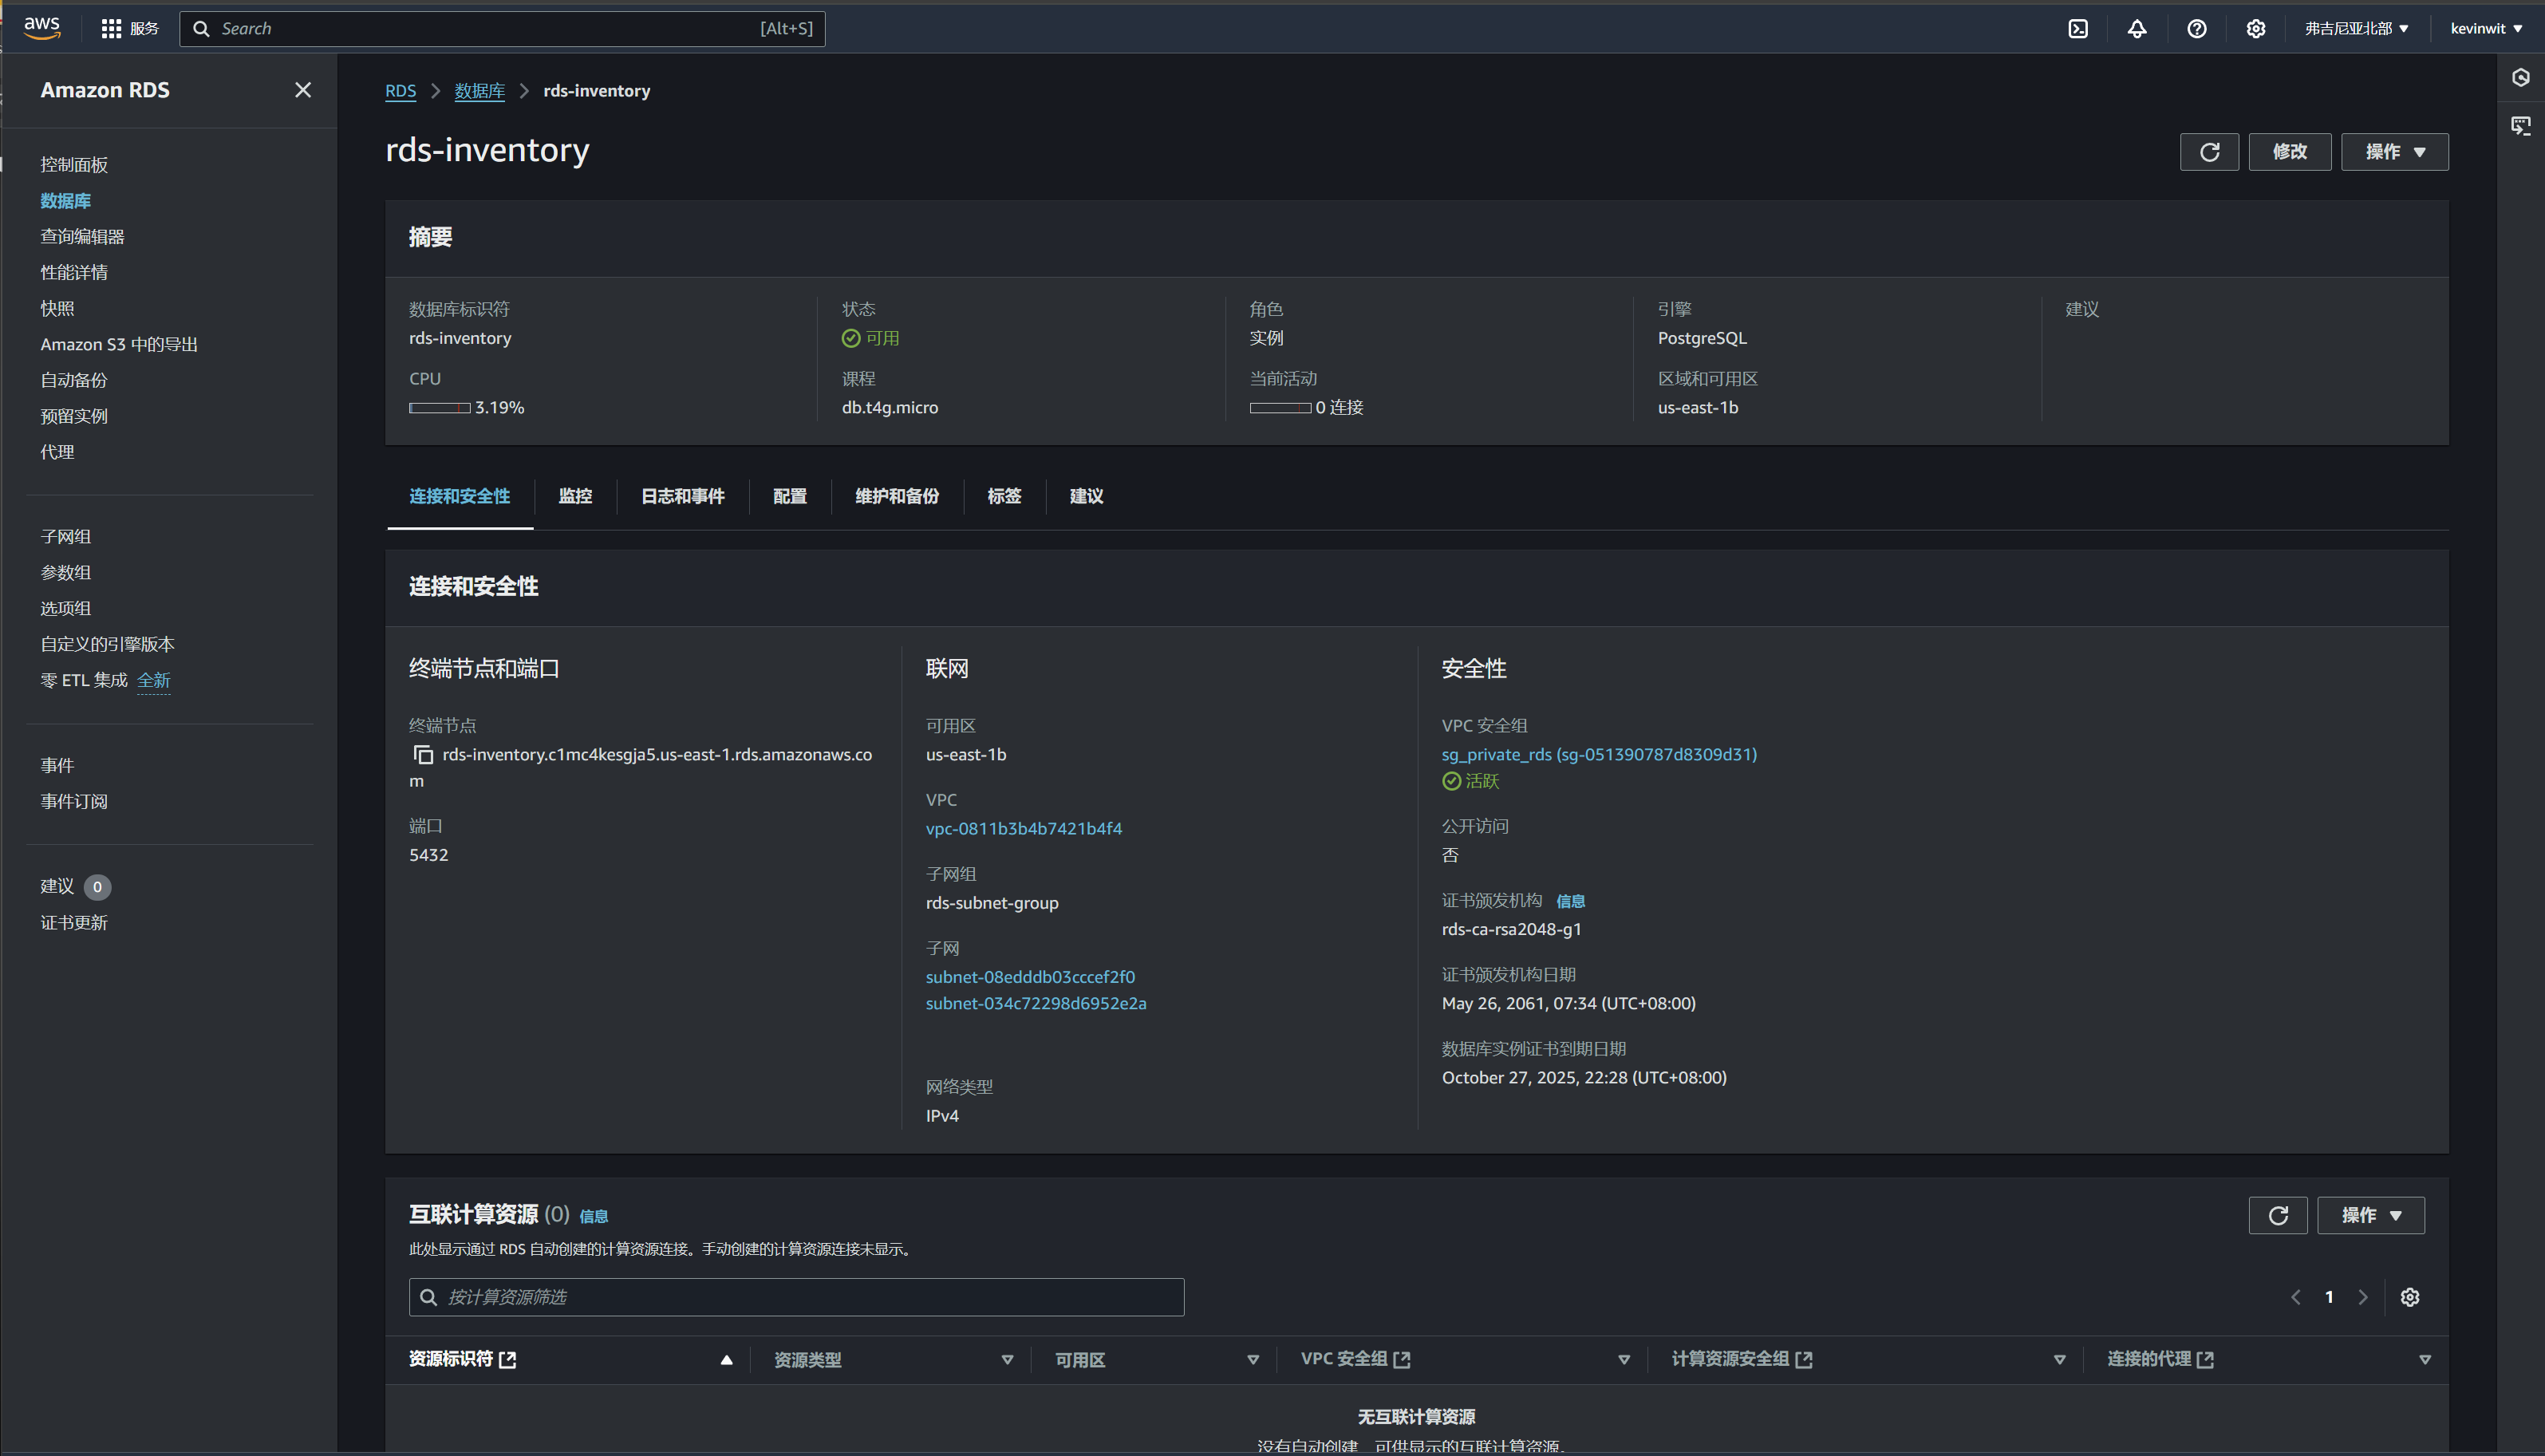 aws
服务
Search
[Alt+S]
弗吉尼亚北部
kevinwit
Amazon RDS
控制面板
数据库
查询编辑器
性能详情
快照
Amazon S3 中的导出
自动备份
预留实例
代理
子网组
参数组
选项组
自定义的引擎版本
零 ETL 集成 全新
事件
事件订阅
建议 0
证书更新
RDS
数据库
rds-inventory
rds-inventory
修改
操作
摘要
数据库标识符
rds-inventory
状态
可用
角色
实例
引擎
PostgreSQL
建议
CPU
3.19%
课程
db.t4g.micro
当前活动
0 连接
区域和可用区
us-east-1b
连接和安全性
监控
日志和事件
配置
维护和备份
标签
建议
连接和安全性
终端节点和端口
终端节点
rds-inventory.c1mc4kesgja5.us-east-1.rds.amazonaws.co
m
端口
5432
联网
可用区
us-east-1b
VPC
vpc-0811b3b4b7421b4f4
子网组
rds-subnet-group
子网
subnet-08edddb03cccef2f0
subnet-034c72298d6952e2a
网络类型
IPv4
安全性
VPC 安全组
sg_private_rds (sg-051390787d8309d31)
活跃
公开访问
否
证书颁发机构 信息
rds-ca-rsa2048-g1
证书颁发机构日期
May 26, 2061, 07:34 (UTC+08:00)
数据库实例证书到期日期
October 27, 2025, 22:28 (UTC+08:00)
互联计算资源 (0) 信息
此处显示通过 RDS 自动创建的计算资源连接。手动创建的计算资源连接未显示。
操作
按计算资源筛选
1
资源标识符
资源类型
可用区
VPC 安全组
计算资源安全组
连接的代理
无互联计算资源
没有自动创建、可供显示的互联计算资源。